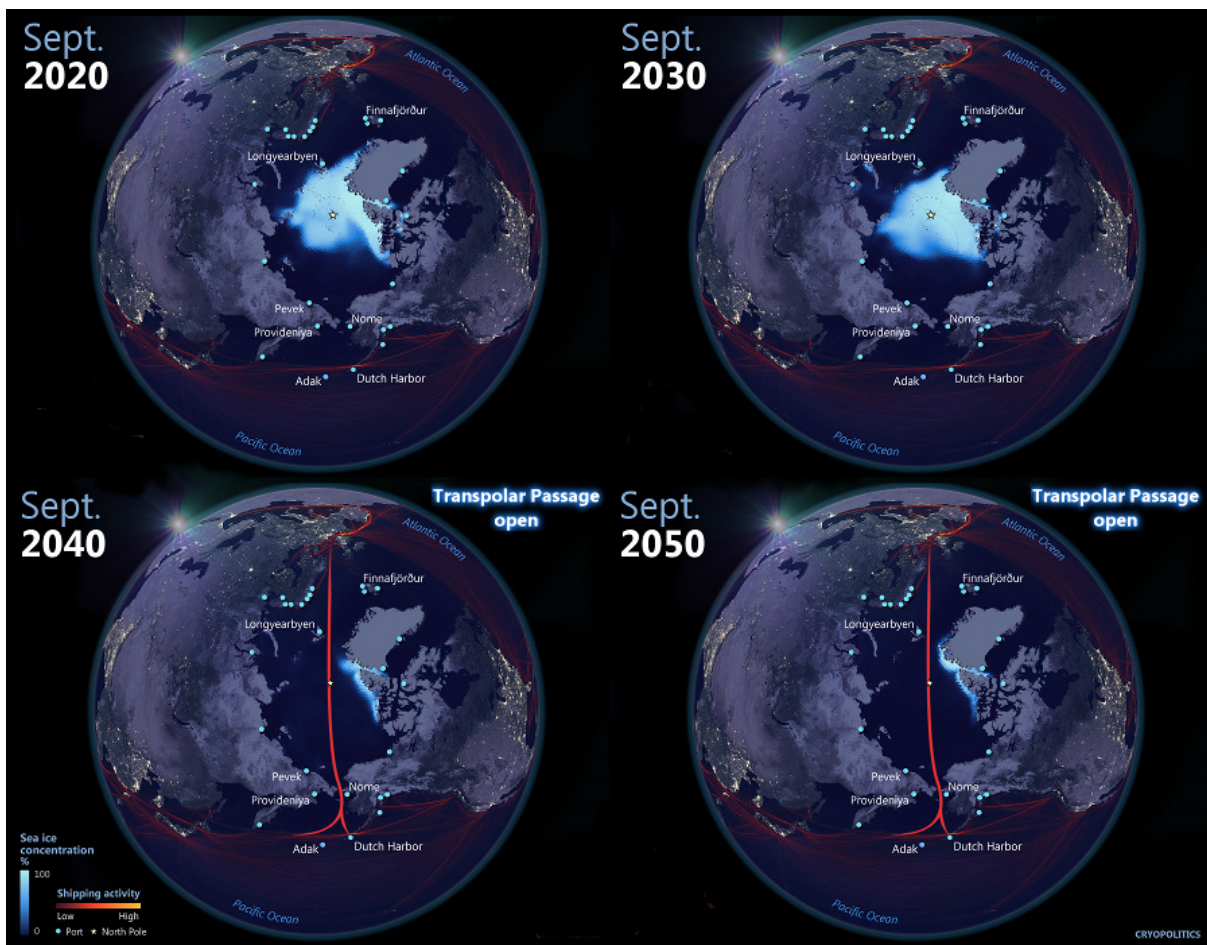 Sept.
2020
Atlantic Ocean
Finnafjörður
Longyearbyen
Pevek
Nome
Provideniya
Adak
Dutch Harbor
Pacific Ocean
Sept.
2030
Atlantic Ocean
Finnafjörður
Longyearbyen
Pevek
Nome
Provideniya
Adak
Dutch Harbor
Pacific Ocean
Sept.
2040
Transpolar Passage
open
Atlantic Ocean
Finnafjörður
Longyearbyen
Pevek
Nome
Provideniya
Adak
Dutch Harbor
Pacific Ocean
Sea ice
concentration
%
100
0
Shipping activity
Low High
Port North Pole
Sept.
2050
Transpolar Passage
open
Atlantic Ocean
Finnafjörður
Longyearbyen
Pevek
Nome
Provideniya
Adak
Dutch Harbor
Pacific Ocean
CRYOPOLITICS